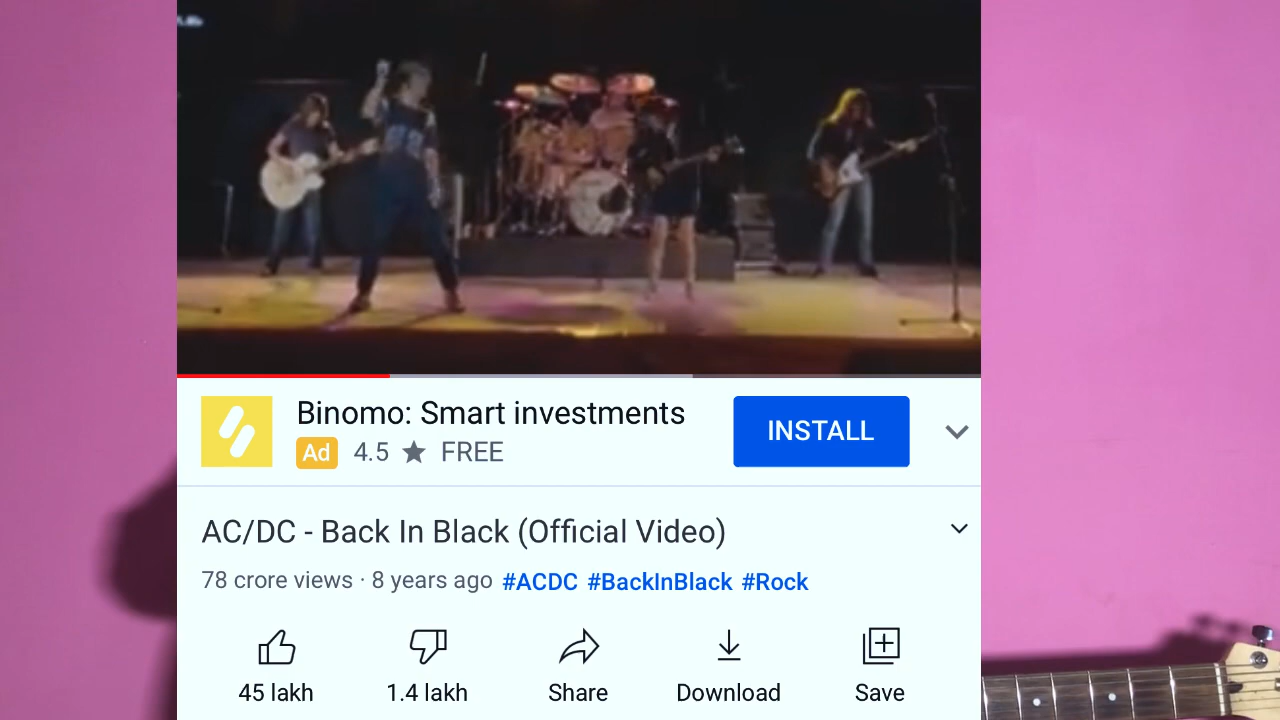 Binomo: Smart investments
Ad 4.5 ★ FREE
INSTALL
AC/DC - Back In Black (Official Video)
78 crore views · 8 years ago #ACDC #BackInBlack #Rock
45 lakh
1.4 lakh
Share
Download
Save